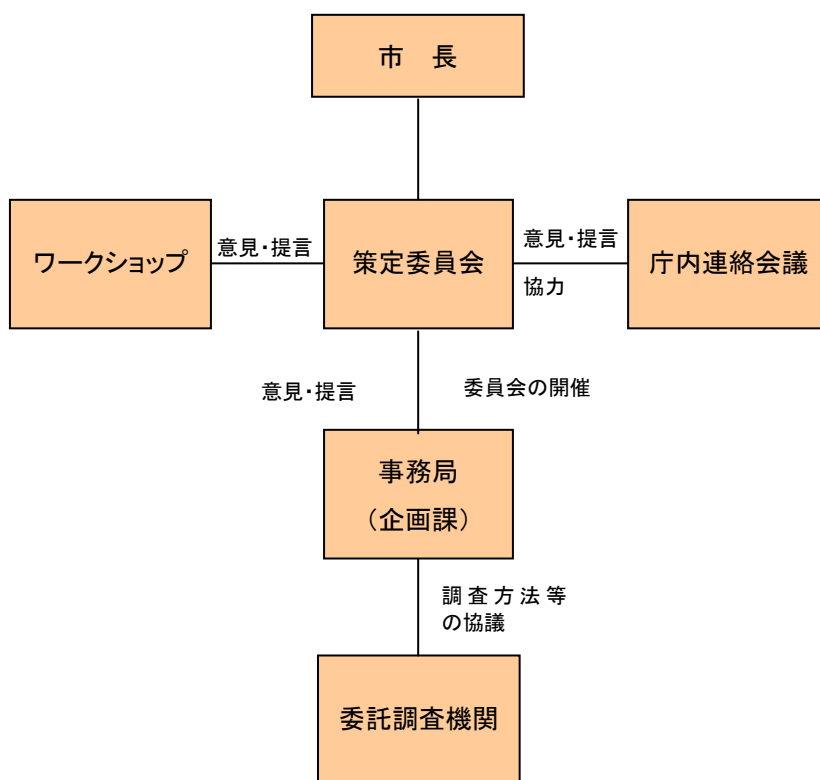 市　長
ワークショップ
意見・提言
策定委員会
意見・提言
協力
庁内連絡会議
意見・提言
委員会の開催
事務局
（企画課）
調査方法等
の協議
委託調査機関